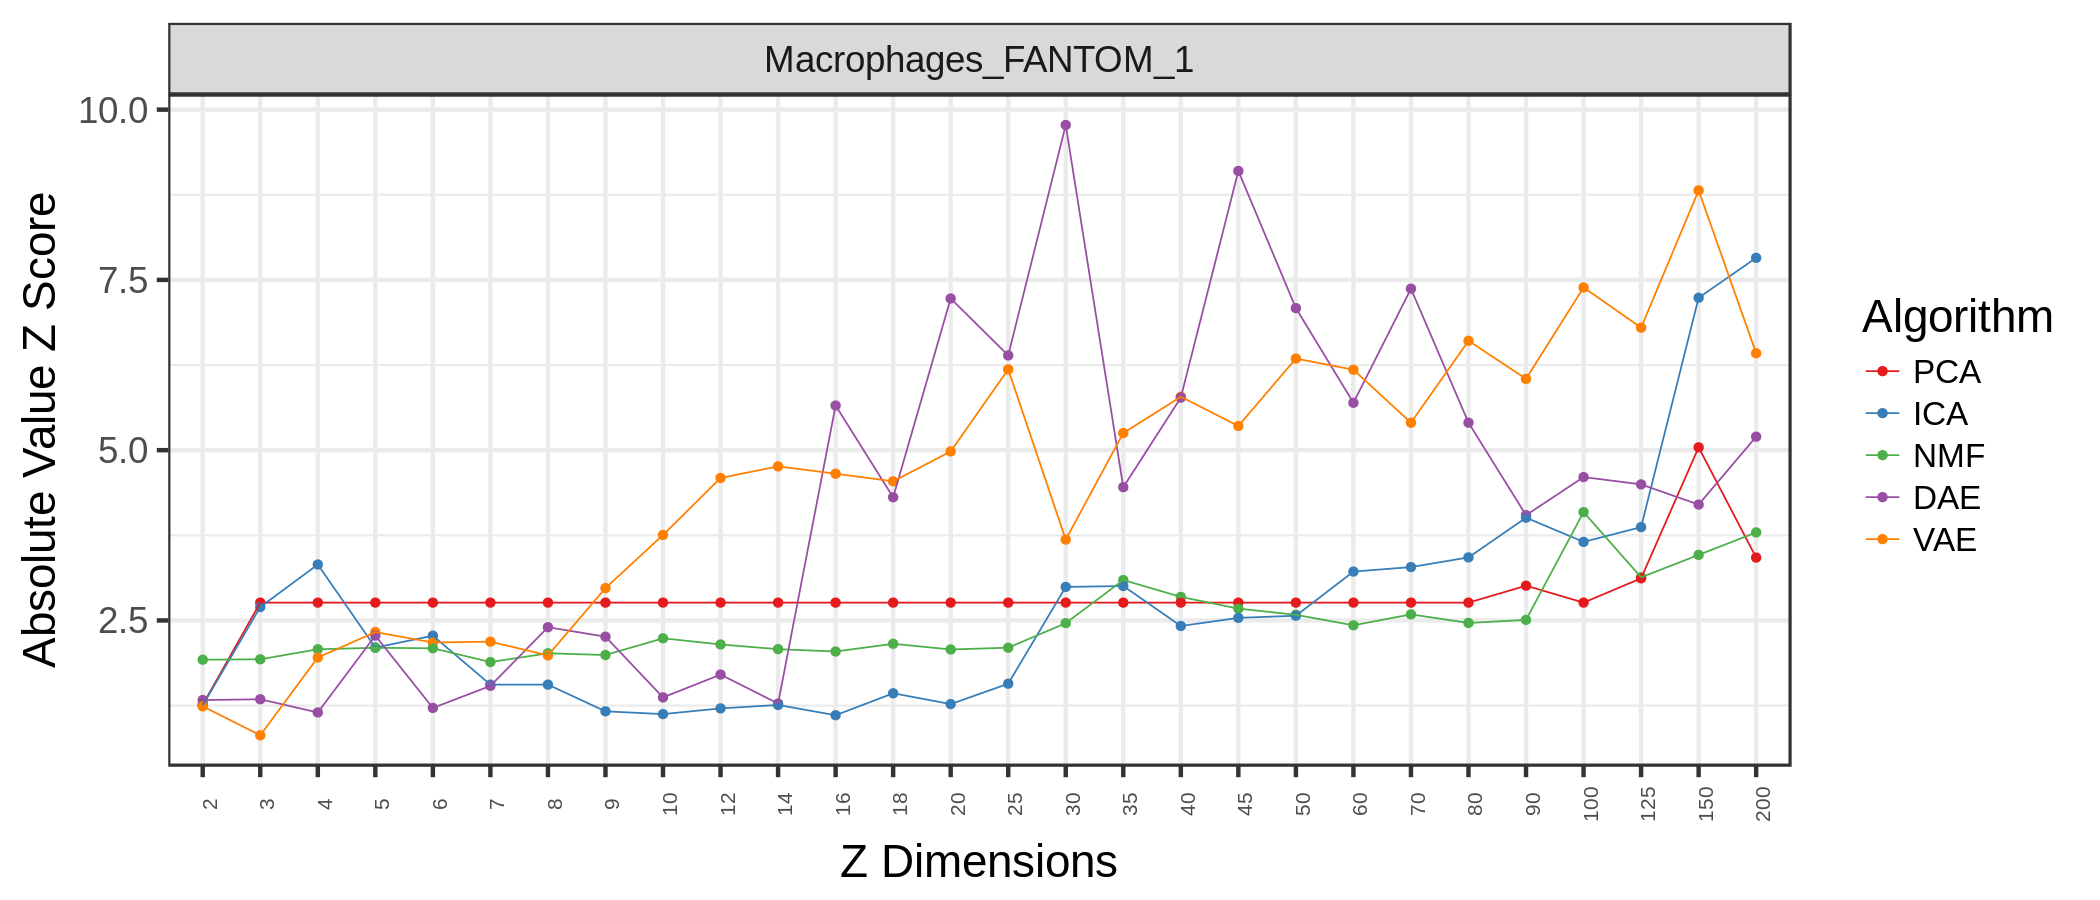 Macrophages_FANTOM_1
10.0
7.5
5.0
2.5
Absolute Value Z Score
2 3 4 5 6 7 8 9 10 12 14 16 18 20 25 30 35 40 45 50 60 70 80 90 100 125 150 200
Z Dimensions
Algorithm
PCA
ICA
NMF
DAE
VAE